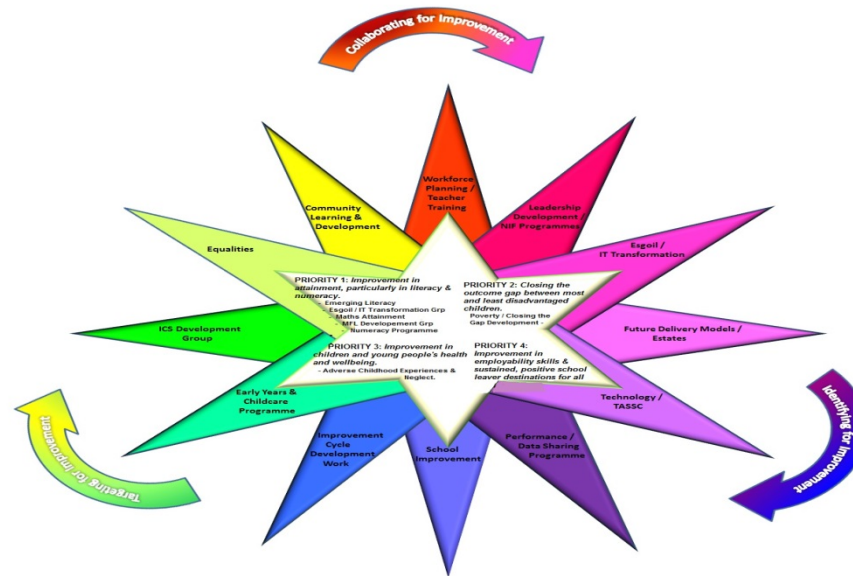 Collaborating for Improvement
Workforce
Planning /
Teacher
Training
Leadership
Development /
NIF Programmes
Esgoil /
IT Transformation
Future Delivery Models /
Estates
Technology /
TASSC
Performance /
Data Sharing
Programme
School
Improvement
Improvement
Cycle
Development
Work
Early Years &
Childcare
Programme
ICS Development
Group
Equalities
Community
Learning &
Development
PRIORITY 1: Improvement in
attainment, particularly in literacy &
numeracy.
- Emerging Literacy
- Esgoil / IT Transformation Grp
- Maths Attainment
- MFL Developement Grp
- Numeracy Programme
PRIORITY 2: Closing the
outcome gap between most
and least disadvantaged
children.
Poverty / Closing the
Gap Development -
PRIORITY 3: Improvement in
children and young people's health
and wellbeing.
- Adverse Childhood Experiences &
Neglect.
PRIORITY 4:
Improvement in
employability skills &
sustained, positive school
leaver destinations for all
Identifying for Improvement
Targeting for Improvement